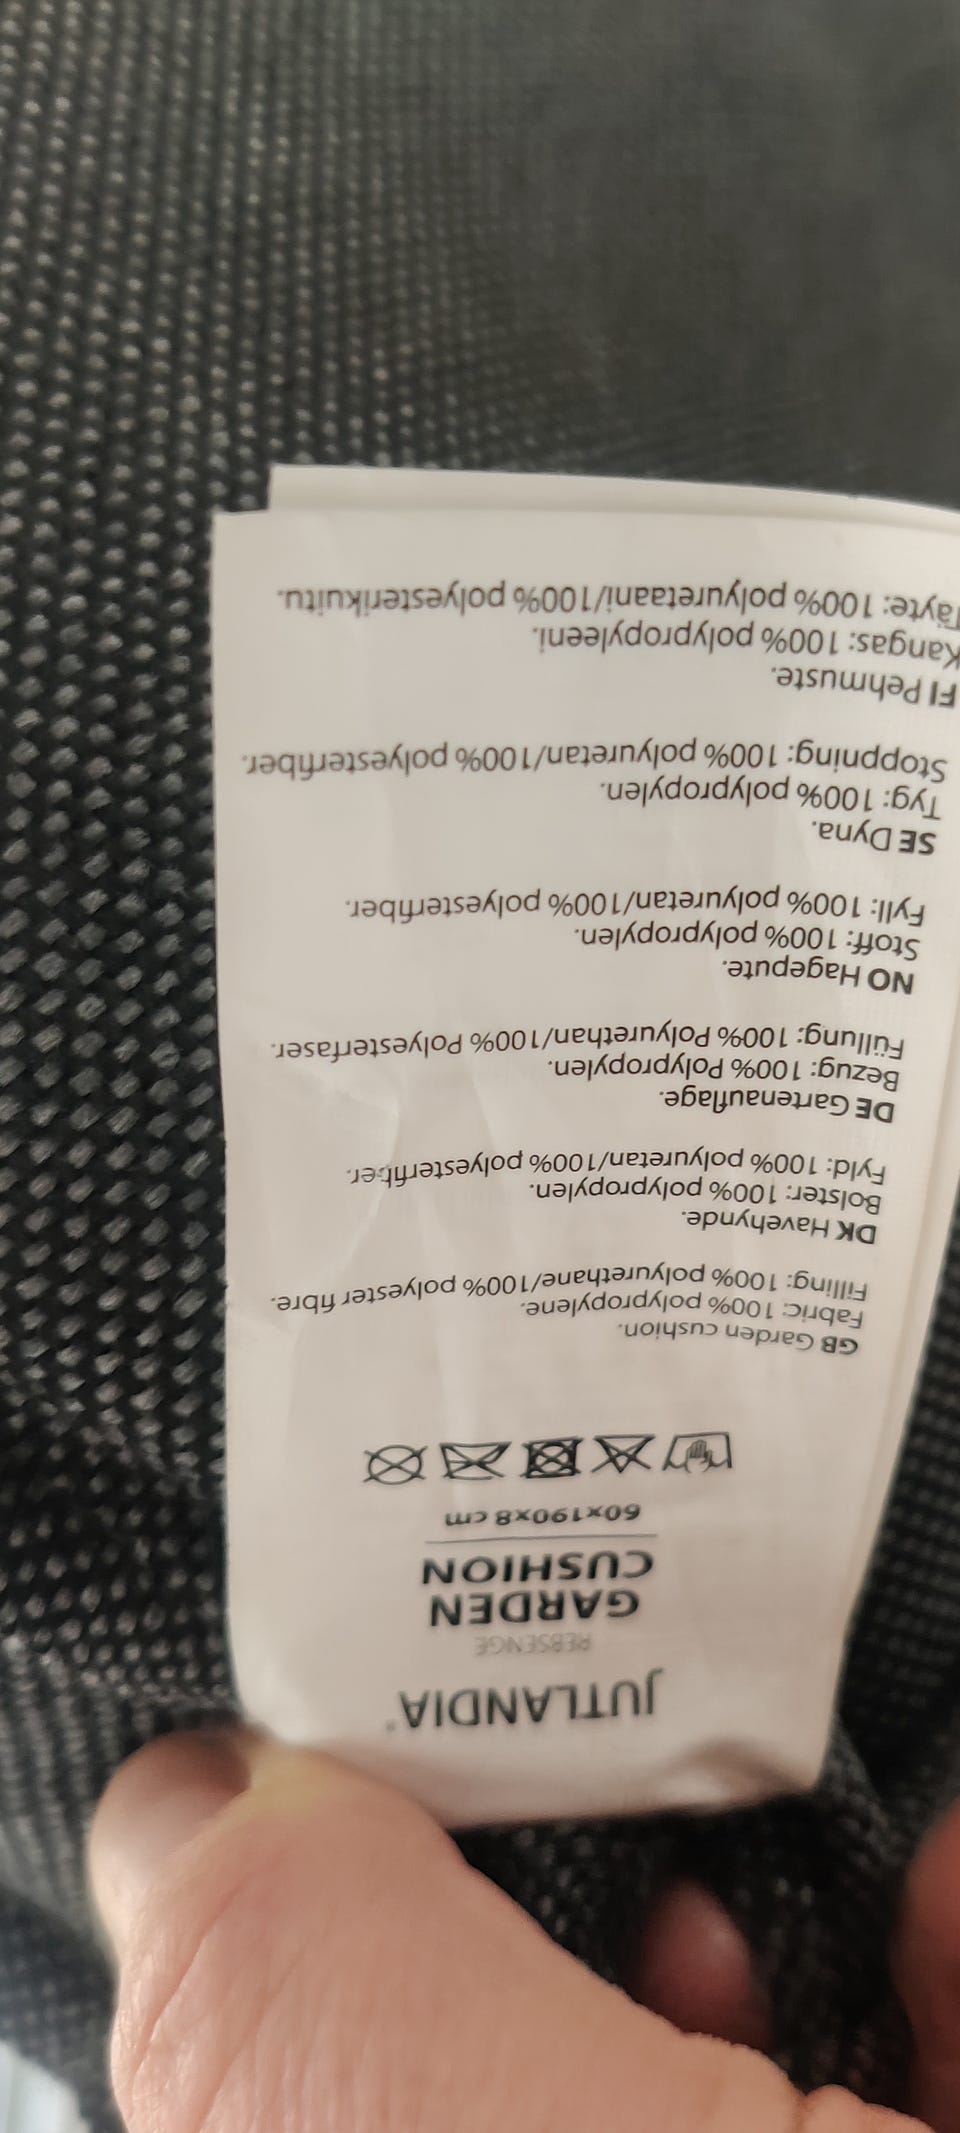 JUTLANDIA®
REBSENGE
GARDEN
CUSHION
60x190x8 cm
GB Garden cushion.
Fabric: 100% polypropylene.
Filling: 100% polyurethane/100% polyester fibre.
DK Havehynde.
Bolster: 100% polypropylen.
Fyld: 100% polyuretan/100% polyesterfiber.
DE Gartenauflage.
Bezug: 100% Polypropylen.
Füllung: 100% Polyurethan/100% Polyesterfaser.
NO Hagepute.
Stoff: 100% polypropylen.
Fyll: 100% polyuretan/100% polyesterfiber.
SE Dyna.
Tyg: 100% polypropylen.
Stoppning: 100% polyuretan/100% polyesterfiber.
FI Pehmuste.
Kangas: 100% polypropyleeni.
Täyte: 100% polyuretaani/100% polyesterikuitu.